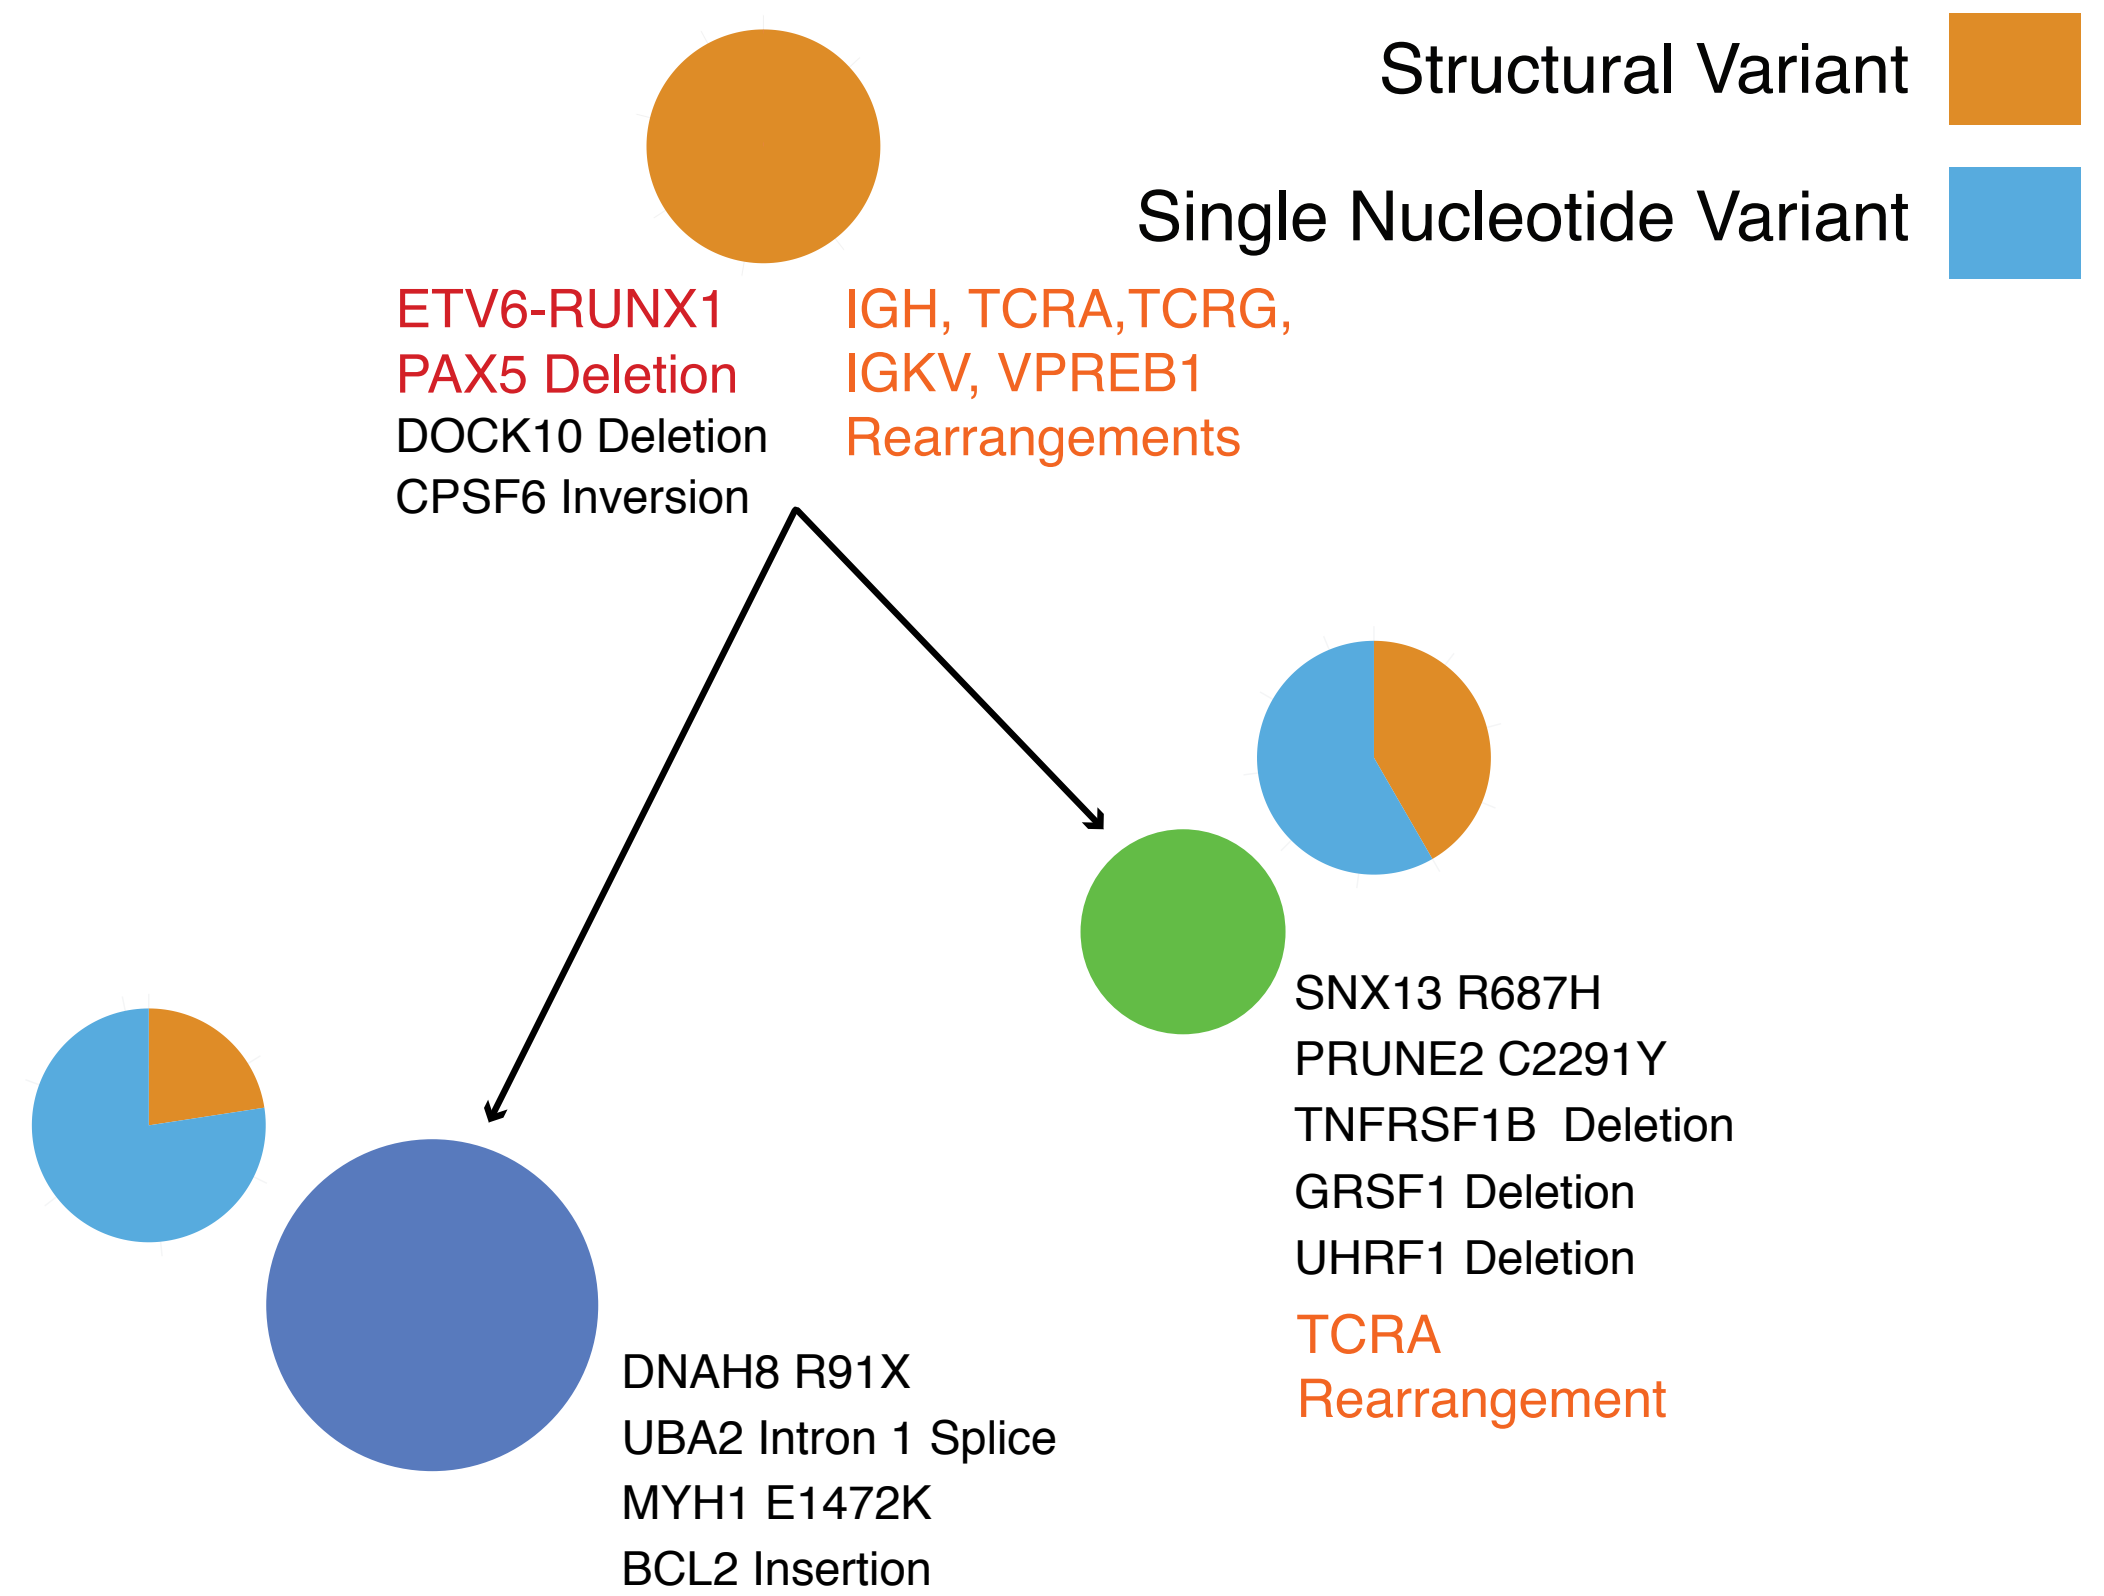 Structural Variant
Single Nucleotide Variant
ETV6-RUNX1
PAX5 Deletion
DOCK10 Deletion
CPSF6 Inversion
IGH, TCRA,TCRG,
IGKV, VPREB1
Rearrangements
SNX13 R687H
PRUNE2 C2291Y
TNFRSF1B  Deletion
GRSF1 Deletion
UHRF1 Deletion
TCRA
Rearrangement
DNAH8 R91X
UBA2 Intron 1 Splice
MYH1 E1472K
BCL2 Insertion